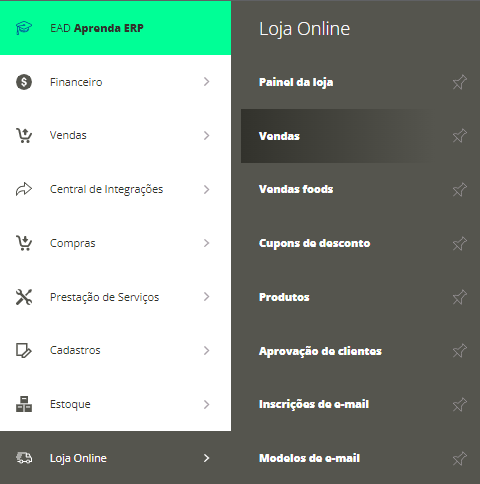 EAD Aprenda ERP
Financeiro
Vendas
Central de Integrações
Compras
Prestação de Serviços
Cadastros
Estoque
Loja Online
Loja Online
Painel da loja
Vendas
Vendas foods
Cupons de desconto
Produtos
Aprovação de clientes
Inscrições de e-mail
Modelos de e-mail